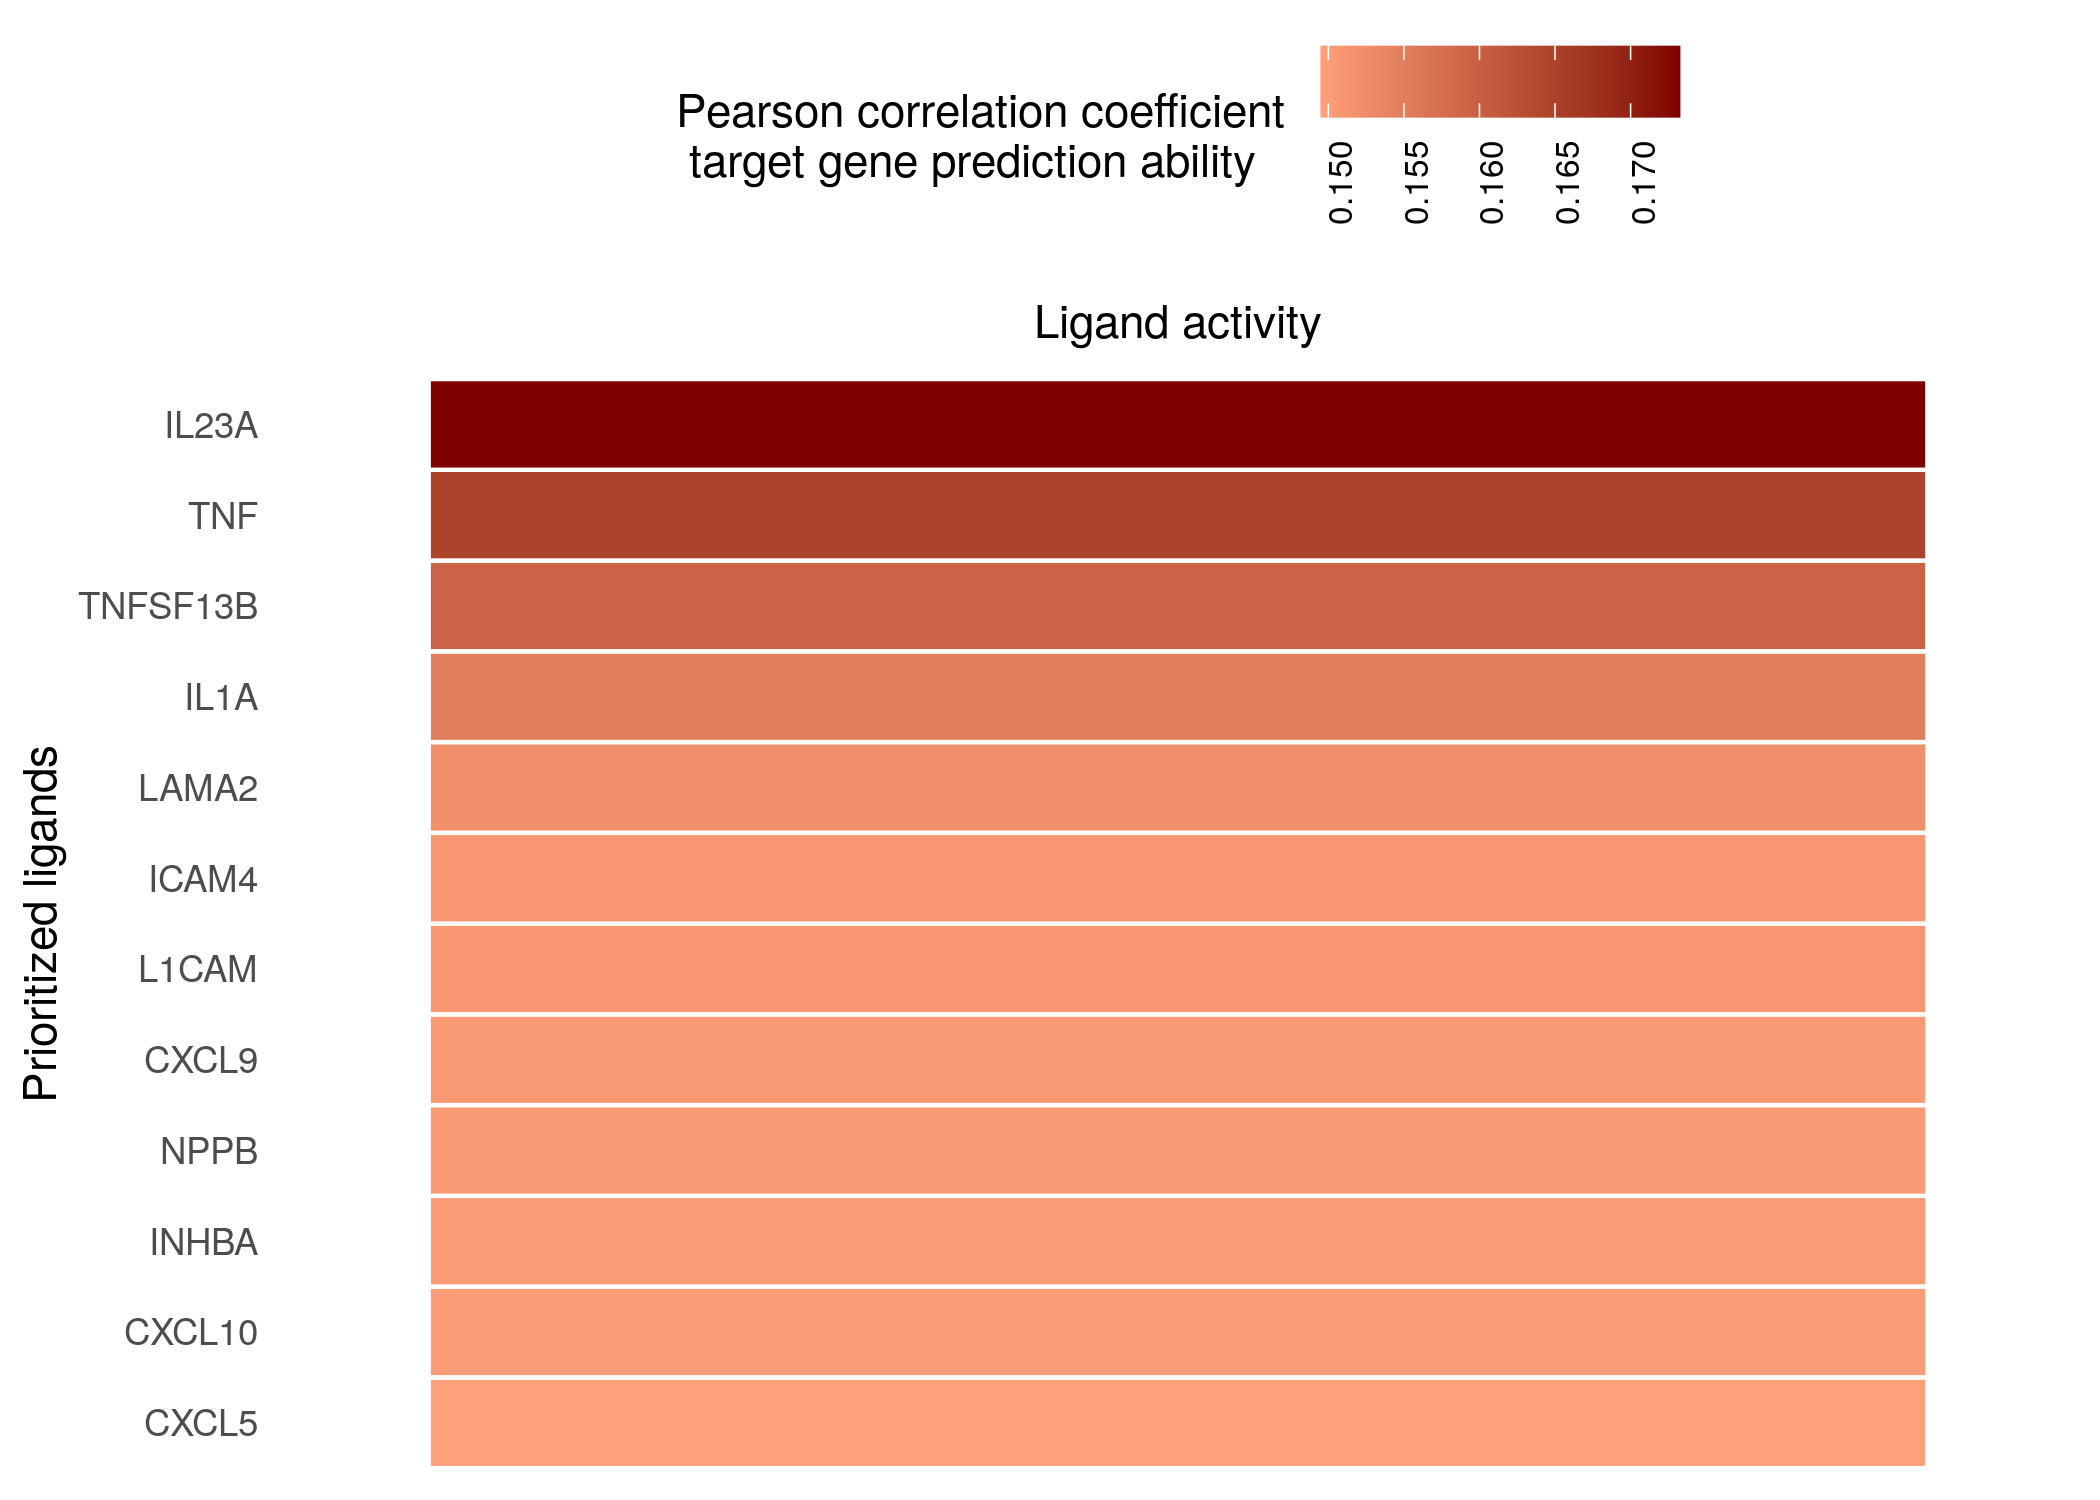 Pearson correlation coefficient
target gene prediction ability
0.150
0.155
0.160
0.165
0.170
Ligand activity
Prioritized ligands
IL23A
TNF
TNFSF13B
IL1A
LAMA2
ICAM4
L1CAM
CXCL9
NPPB
INHBA
CXCL10
CXCL5